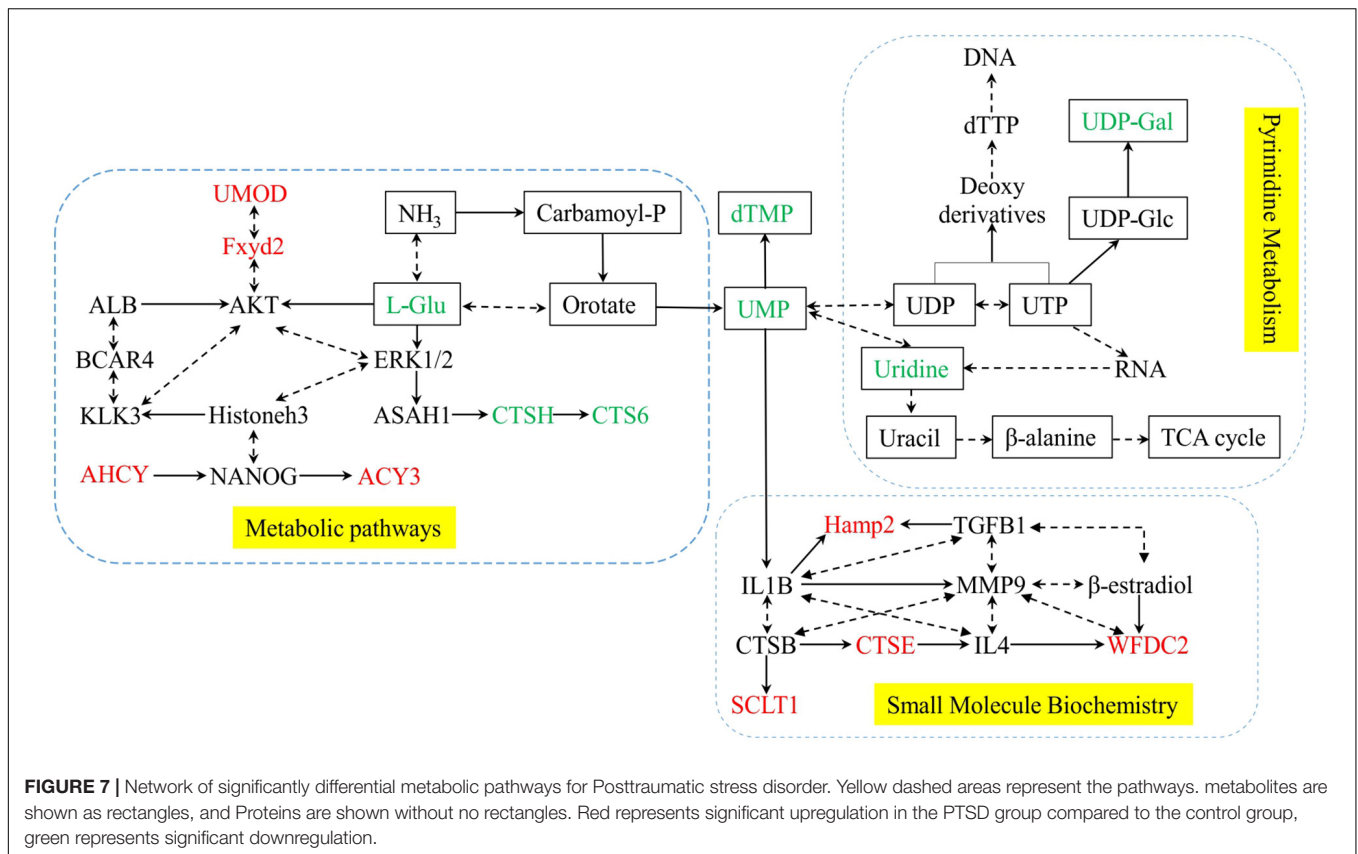 DNA
dTTP
UDP-Gal
Deoxy
derivatives
UDP-Glc
Pyrimidine Metabolism
UMOD
Fxyd2
NH3
Carbamoyl-P
dTMP
ALB
AKT
L-Glu
Orotate
UMP
UDP
UTP
BCAR4
ERK1/2
Uridine
RNA
KLK3
Histoneh3
ASAH1
CTSH
CTS6
Uracil
β-alanine
TCA cycle
AHCY
NANOG
ACY3
Metabolic pathways
Hamp2
TGFB1
IL1B
MMP9
β-estradiol
CTSB
CTSE
IL4
WFDC2
SCLT1
Small Molecule Biochemistry
FIGURE 7 | Network of significantly differential metabolic pathways for Posttraumatic stress disorder. Yellow dashed areas represent the pathways. metabolites are
shown as rectangles, and Proteins are shown without no rectangles. Red represents significant upregulation in the PTSD group compared to the control group,
green represents significant downregulation.